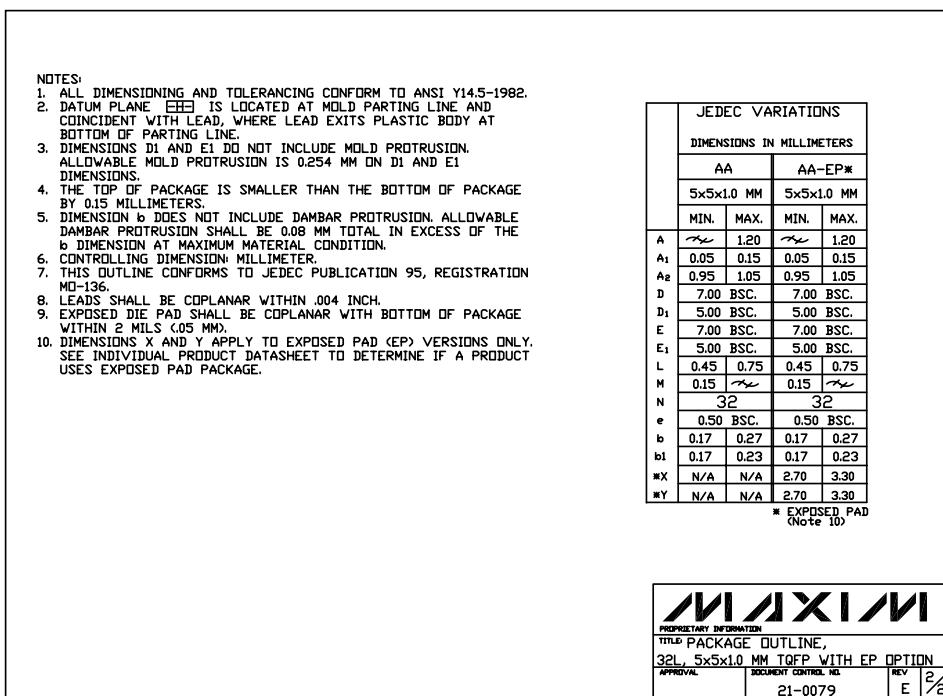 NOTES:
1. ALL DIMENSIONING AND TOLERANCING CONFORM TO ANSI Y14.5-1982.
2. DATUM PLANE -H- IS LOCATED AT MOLD PARTING LINE AND
COINCIDENT WITH LEAD, WHERE LEAD EXITS PLASTIC BODY AT
BOTTOM OF PARTING LINE.
3. DIMENSIONS D1 AND E1 DO NOT INCLUDE MOLD PROTRUSION.
ALLOWABLE MOLD PROTRUSION IS 0.254 MM ON D1 AND E1
DIMENSIONS.
4. THE TOP OF PACKAGE IS SMALLER THAN THE BOTTOM OF PACKAGE
BY 0.15 MILLIMETERS.
5. DIMENSION b DOES NOT INCLUDE DAMBAR PROTRUSION. ALLOWABLE
DAMBAR PROTRUSION SHALL BE 0.08 MM TOTAL IN EXCESS OF THE
b DIMENSION AT MAXIMUM MATERIAL CONDITION.
6. CONTROLLING DIMENSION: MILLIMETER.
7. THIS OUTLINE CONFORMS TO JEDEC PUBLICATION 95, REGISTRATION
MO-136.
8. LEADS SHALL BE COPLANAR WITHIN .004 INCH.
9. EXPOSED DIE PAD SHALL BE COPLANAR WITH BOTTOM OF PACKAGE
WITHIN 2 MILS (.05 MM).
10. DIMENSIONS X AND Y APPLY TO EXPOSED PAD (EP) VERSIONS ONLY.
SEE INDIVIDUAL PRODUCT DATASHEET TO DETERMINE IF A PRODUCT
USES EXPOSED PAD PACKAGE.
JEDEC VARIATIONS
DIMENSIONS IN MILLIMETERS
AA AA-EP*
5x5x1.0 MM 5x5x1.0 MM
MIN. MAX. MIN. MAX.
A 1.20 1.20
A1 0.05 0.15 0.05 0.15
A2 0.95 1.05 0.95 1.05
D 7.00 BSC. 7.00 BSC.
D1 5.00 BSC. 5.00 BSC.
E 7.00 BSC. 7.00 BSC.
E1 5.00 BSC. 5.00 BSC.
L 0.45 0.75 0.45 0.75
M 0.15 0.15
N 32 32
e 0.50 BSC. 0.50 BSC.
b 0.17 0.27 0.17 0.27
b1 0.17 0.23 0.17 0.23
*X N/A N/A 2.70 3.30
*Y N/A N/A 2.70 3.30
* EXPOSED PAD
(Note 10)
MAXIM
PROPRIETARY INFORMATION
TITLE: PACKAGE OUTLINE,
32L, 5x5x1.0 MM TQFP WITH EP OPTION
APPROVAL DOCUMENT CONTROL NO. REV
21-0079 E 2/2